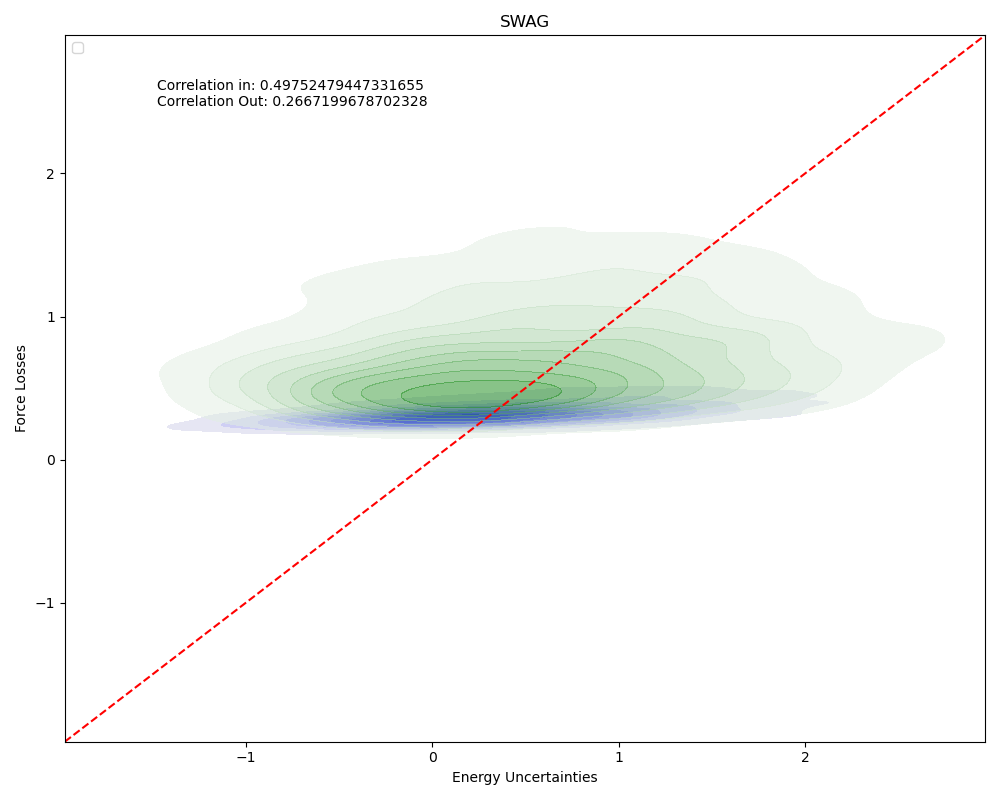 SWAG
Correlation in: 0.49752479447331655
Correlation Out: 0.2667199678702328
Force Losses
2
1
0
−1
−1
0
1
2
Energy Uncertainties